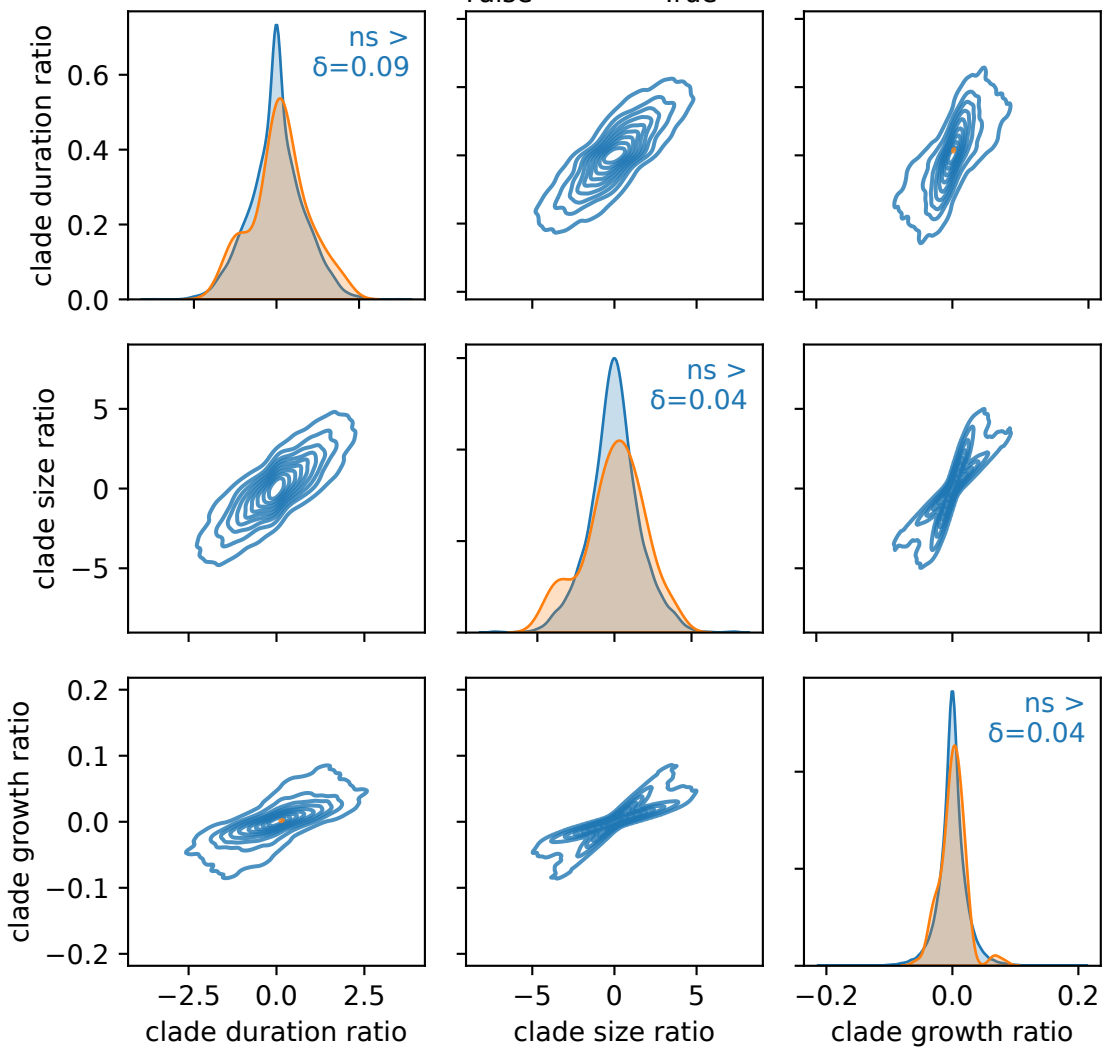 True
ns >
δ=0.09
clade duration ratio
0.6
0.4
0.2
0.0
ns >
δ=0.04
clade size ratio
5
0
−5
ns >
δ=0.04
clade growth ratio
0.2
0.1
0.0
−0.1
−0.2
−2.5 0.0 2.5 −5 0 5 −0.2 0.0 0.2
clade duration ratio clade size ratio clade growth ratio